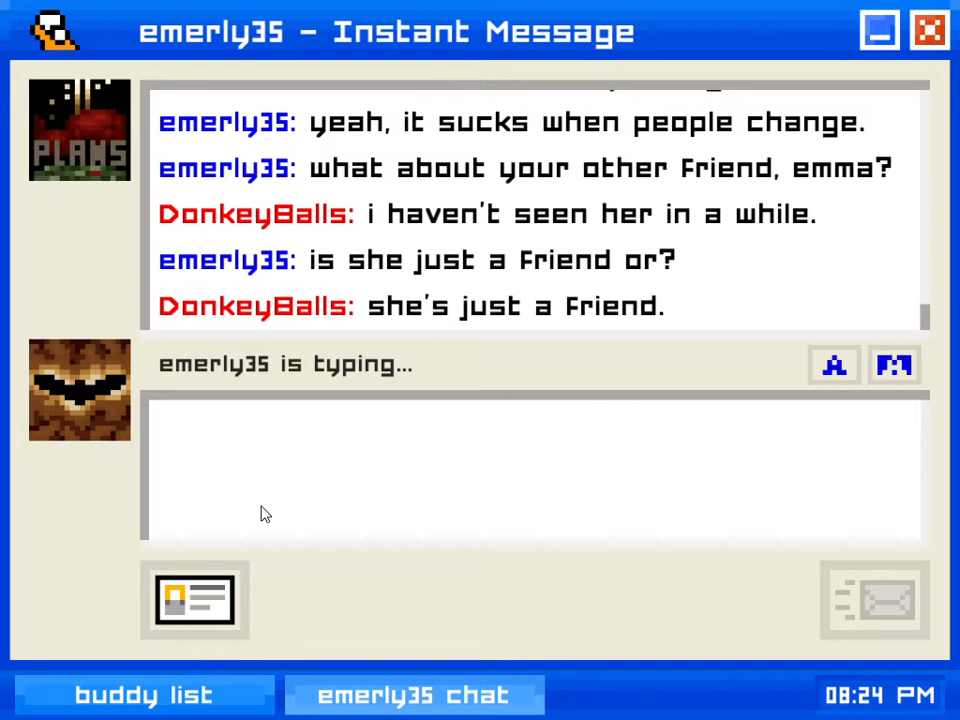 emerly35 - Instant Message
PLANS
emerly35: yeah, it sucks when people change.
emerly35: what about your other Friend, emma?
DonkeyBalls: i haven't seen her in a while.
emerly35: is she just a Friend or?
DonkeyBalls: she's just a Friend.
emerly35 is typing...
A
buddy list
emerly35 chat
08:24 PM